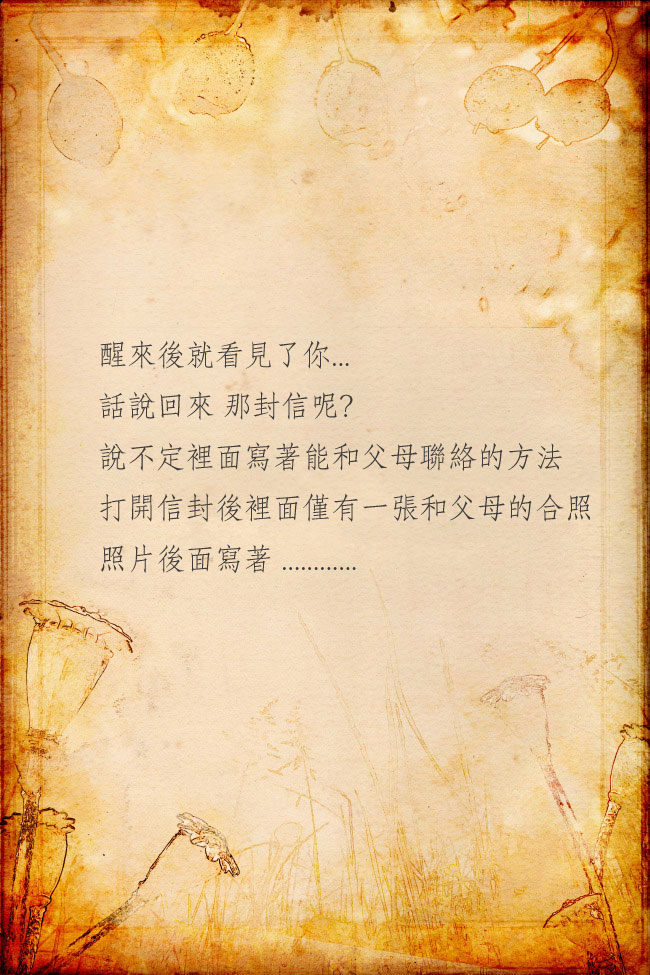 醒來後就看見了你...
話說回來 那封信呢?
說不定裡面寫著能和父母聯絡的方法
打開信封後裡面僅有一張和父母的合照
照片後面寫著 ............